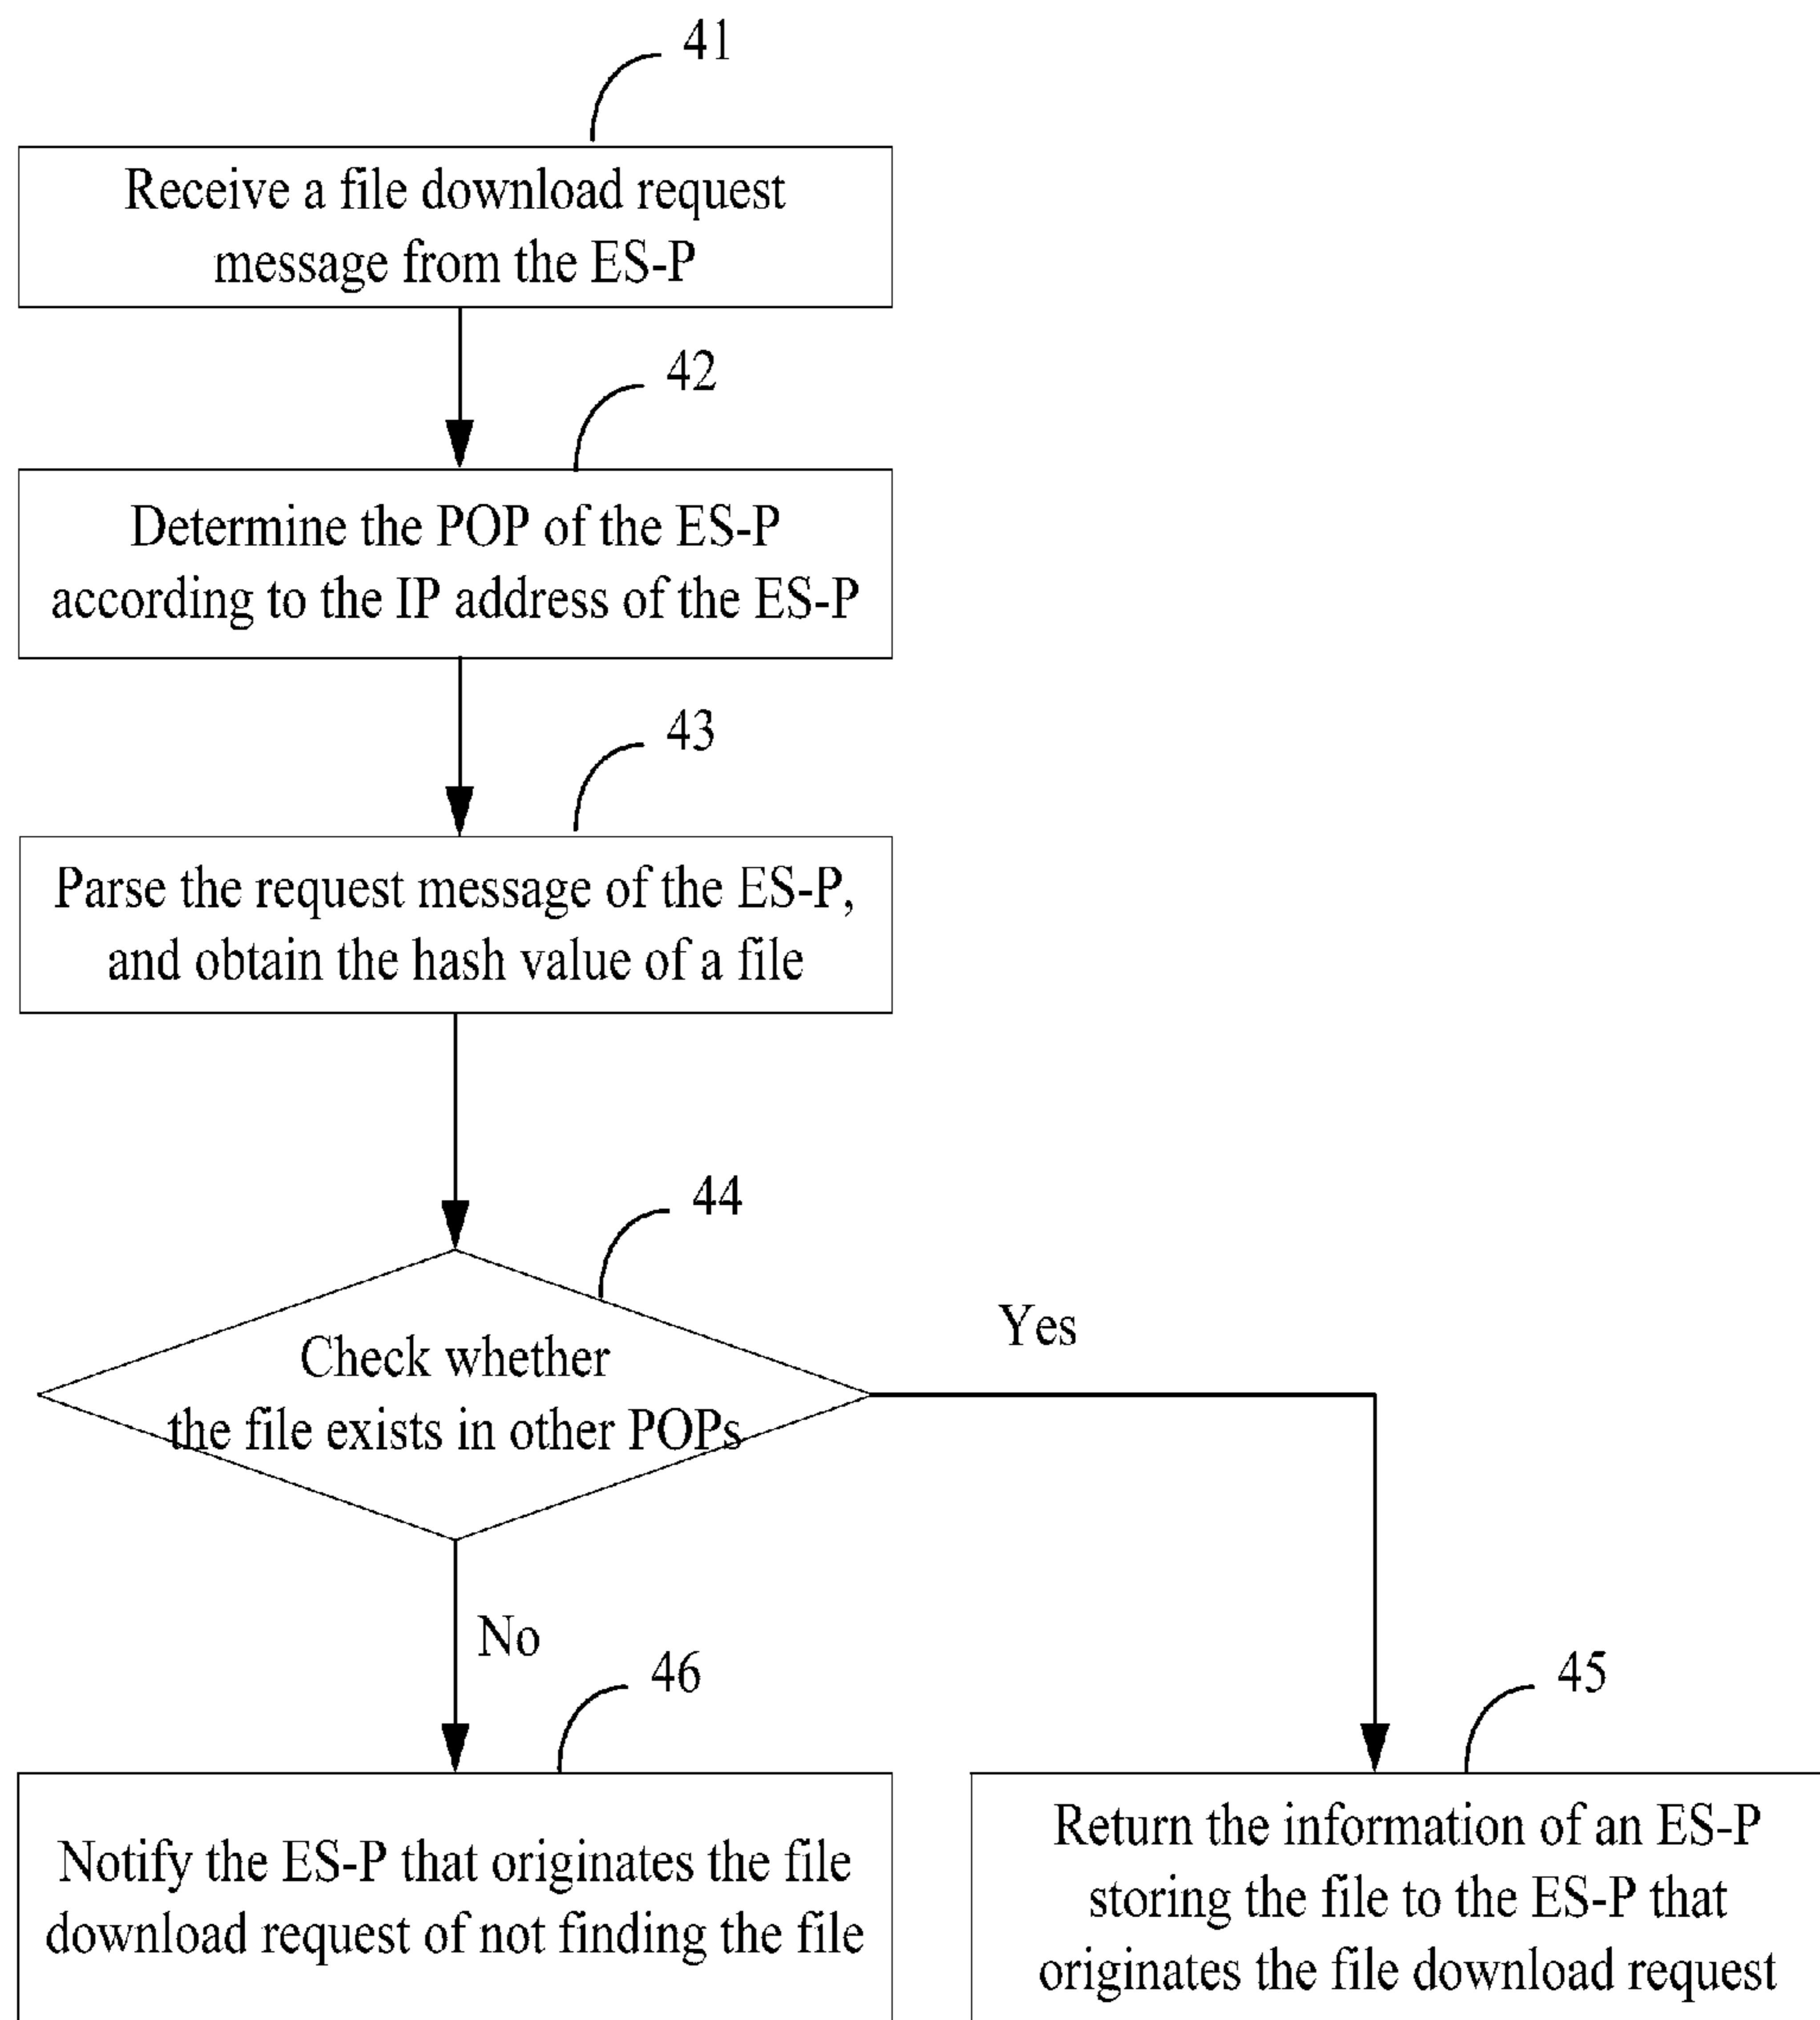 41
Receive a file download request
message from the ES-P
42
Determine the POP of the ES-P
according to the IP address of the ES-P
43
Parse the request message of the ES-P,
and obtain the hash value of a file
44
Check whether
the file exists in other POPs
Yes
No
46
Notify the ES-P that originates the file
download request of not finding the file
45
Return the information of an ES-P
storing the file to the ES-P that
originates the file download request